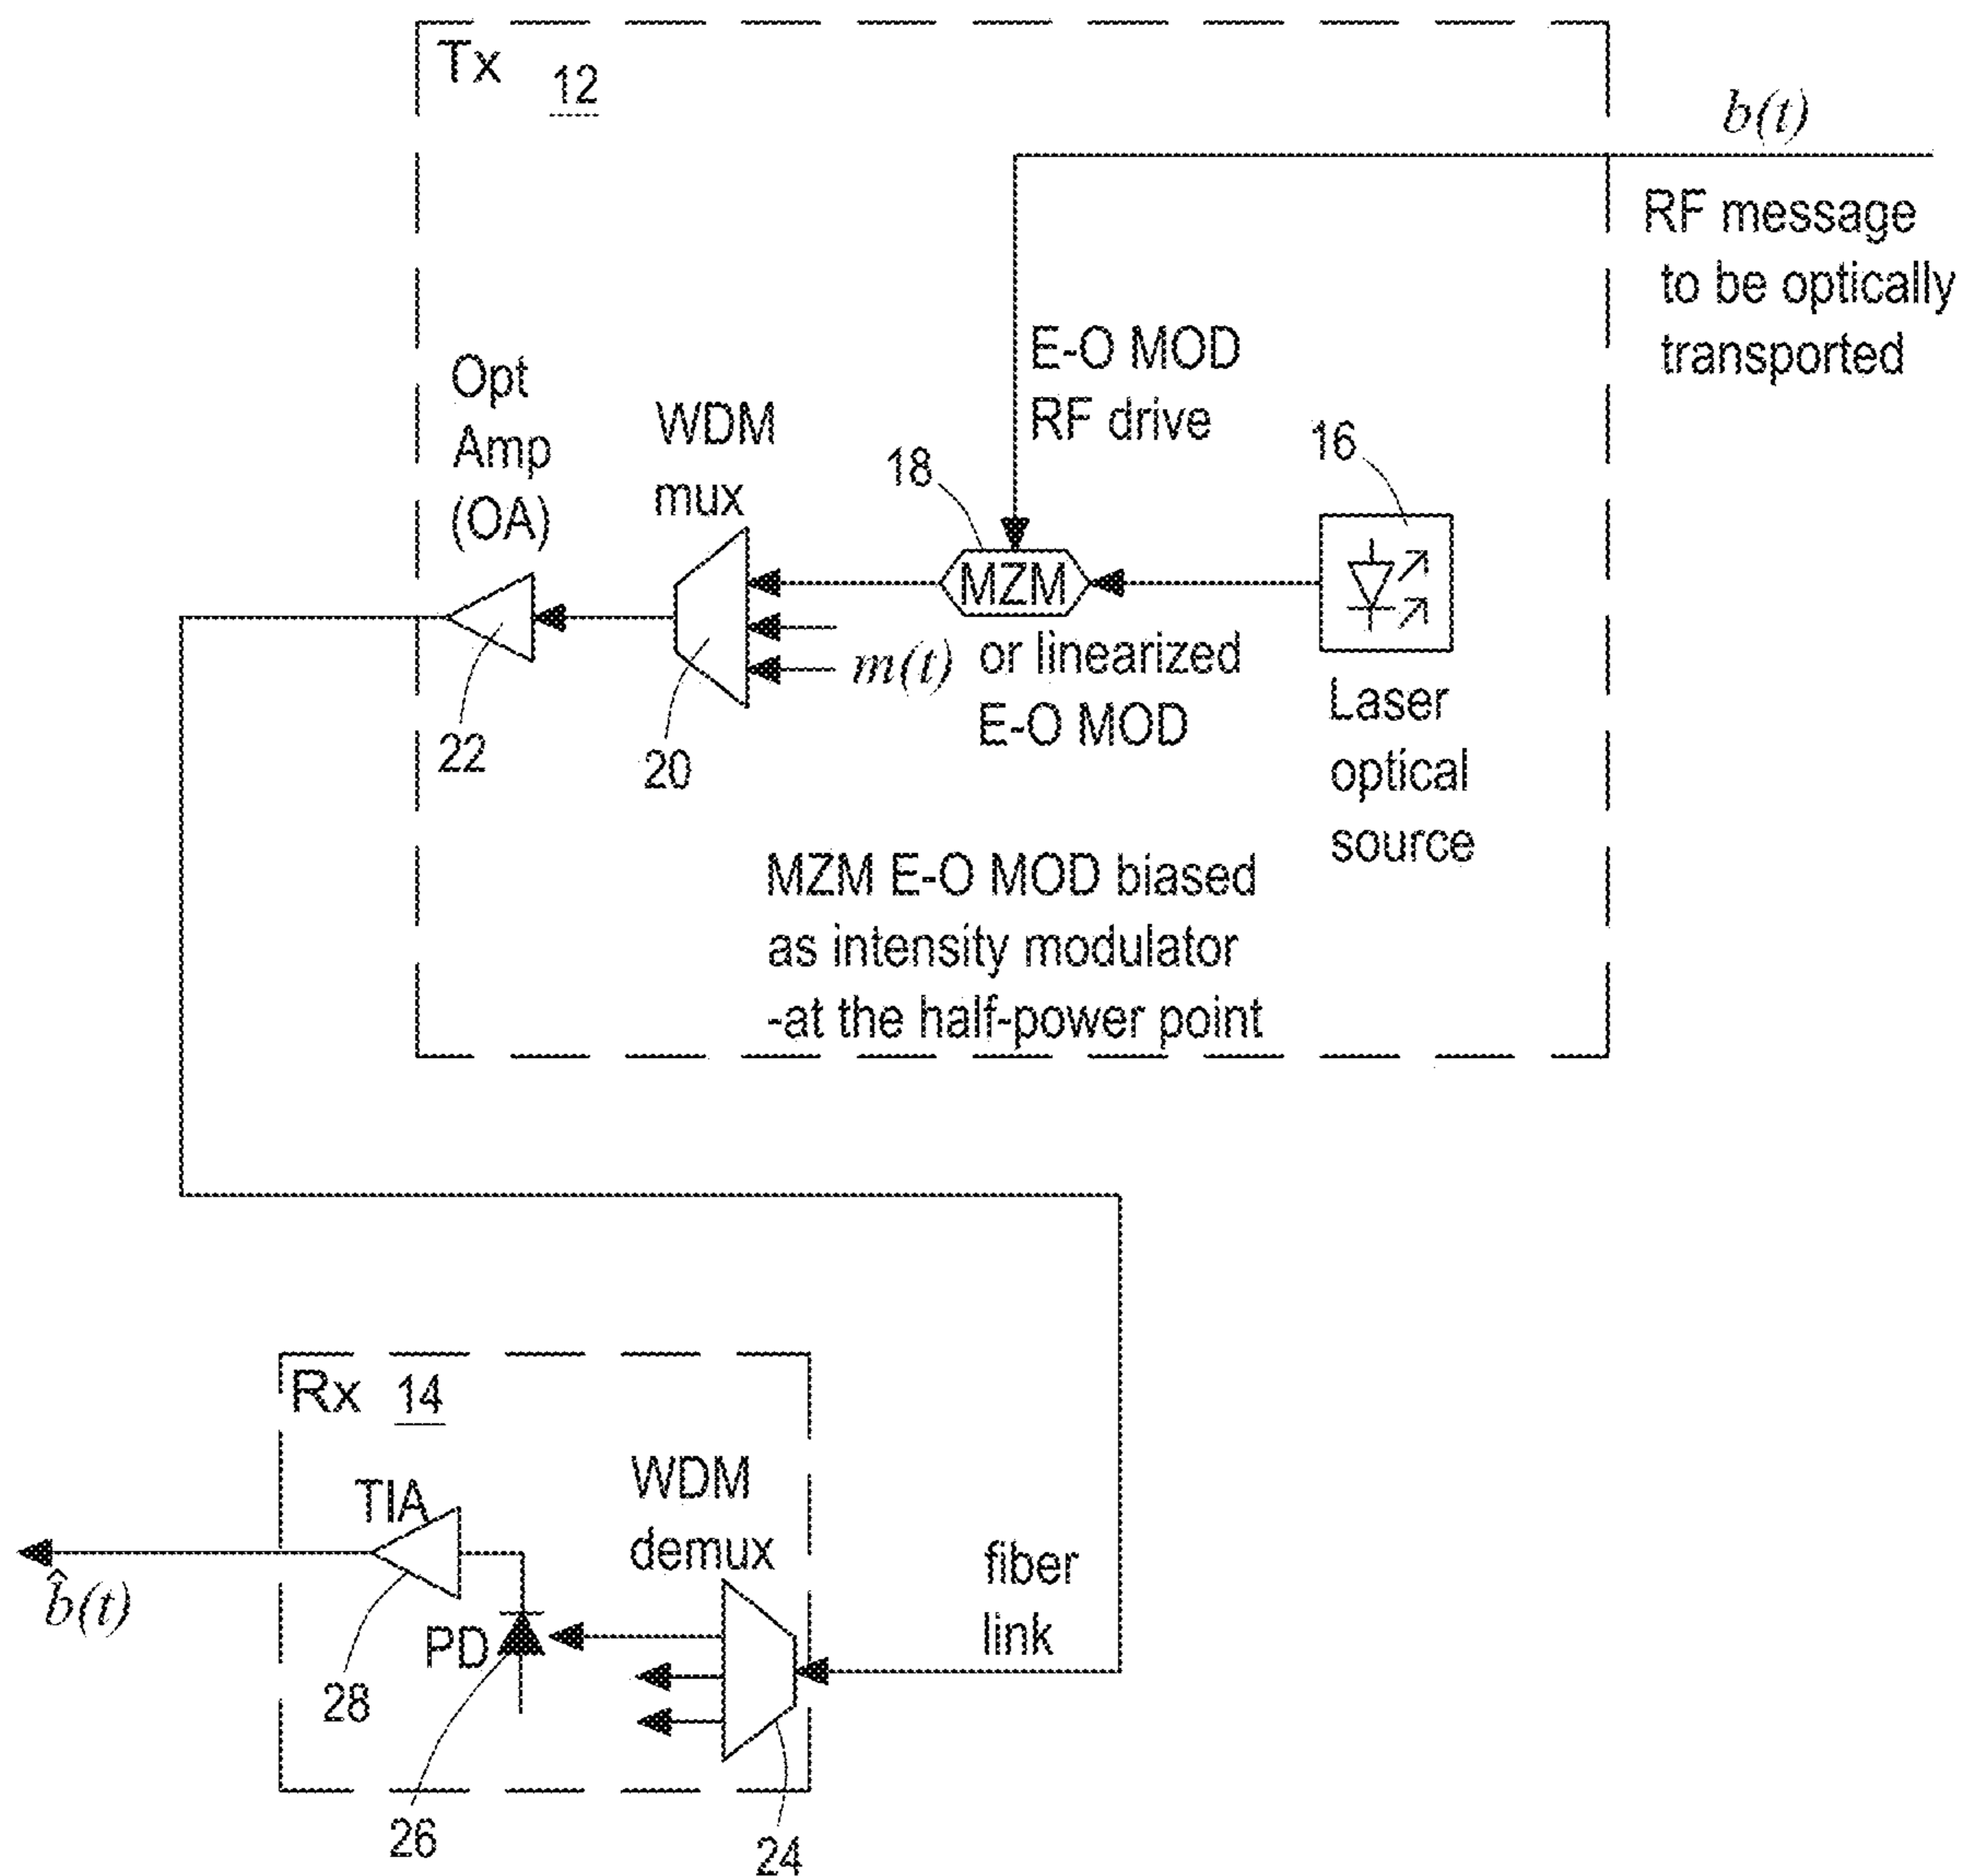 Tx
12
b(t)
RF message
to be optically
transported
E-O MOD
RF drive
Opt
Amp
(OA)
WDM
mux
18
16
MZM
m(t)
or linearized
E-O MOD
22
20
Laser
optical
source
MZM E-O MOD biased
as intensity modulator
-at the half-power point
Rx
14
TIA
WDM
demux
fiber
link
b̂(t)
PD
28
26
24